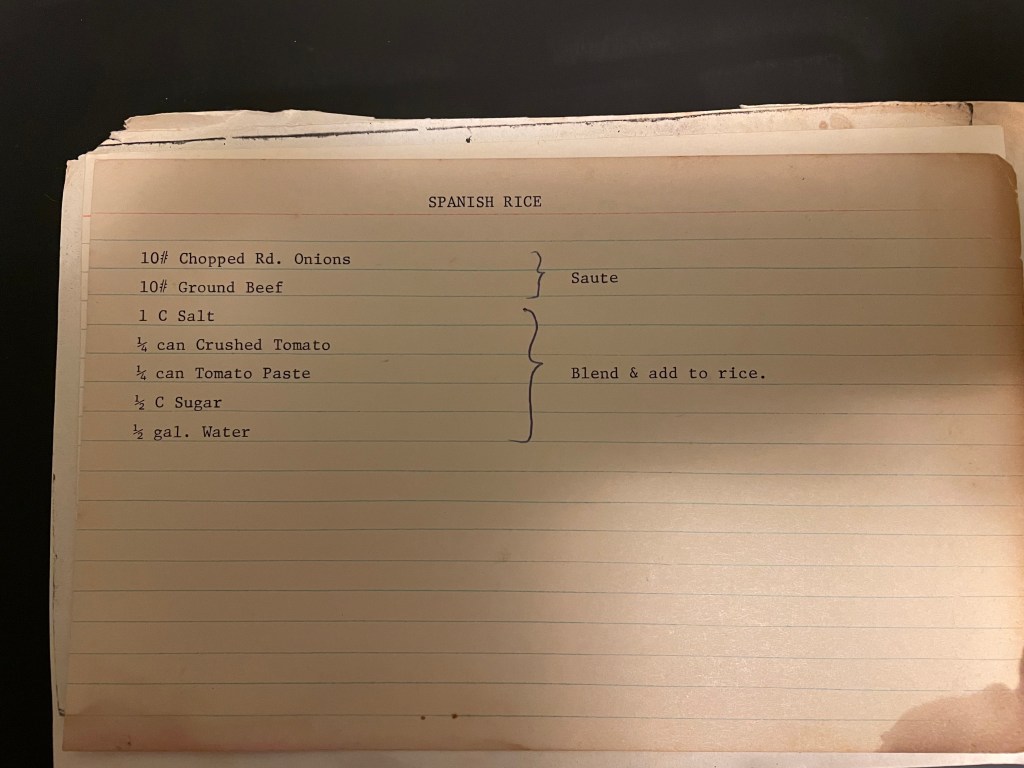 SPANISH RICE
10# Chopped Rd. Onions
10# Ground Beef
Saute
1 C Salt
¼ can Crushed Tomato
¼ can Tomato Paste
½ C Sugar
½ gal. Water
Blend & add to rice.